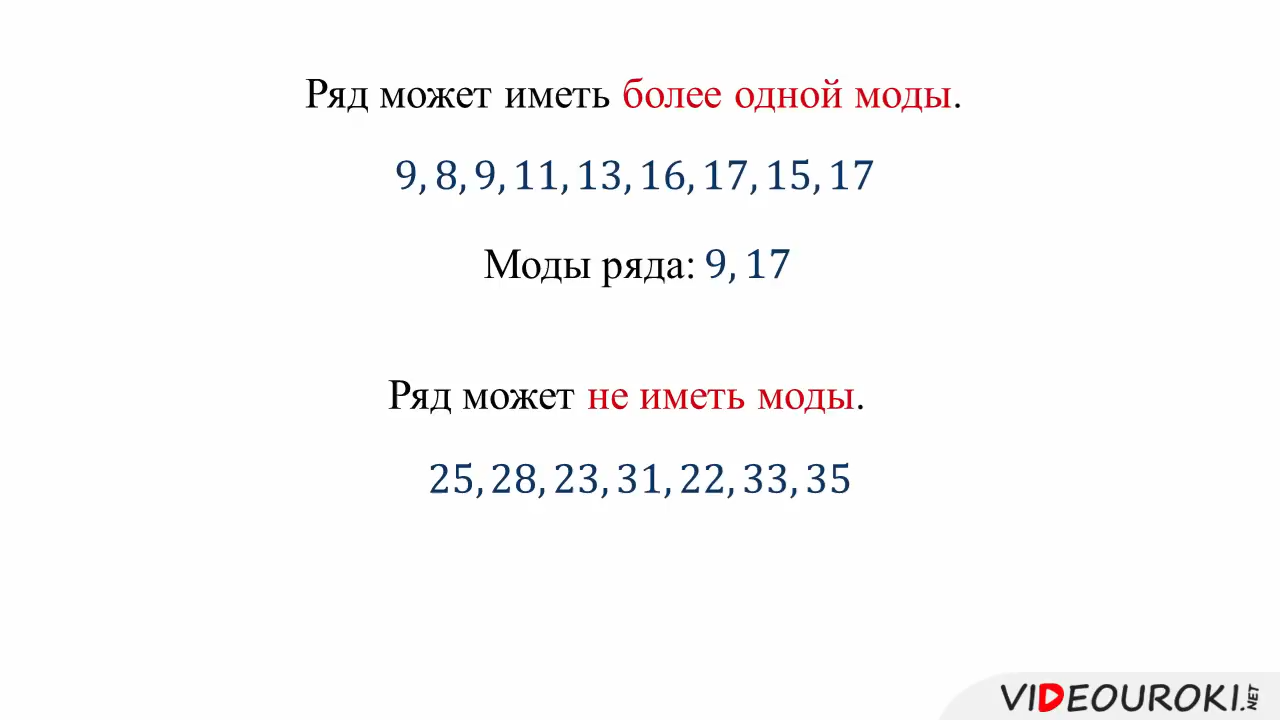 Ряд может иметь более одной моды.
9, 8, 9, 11, 13, 16, 17, 15, 17
Моды ряда: 9, 17
Ряд может не иметь моды.
25, 28, 23, 31, 22, 33, 35
VIDEOUROKI.NET